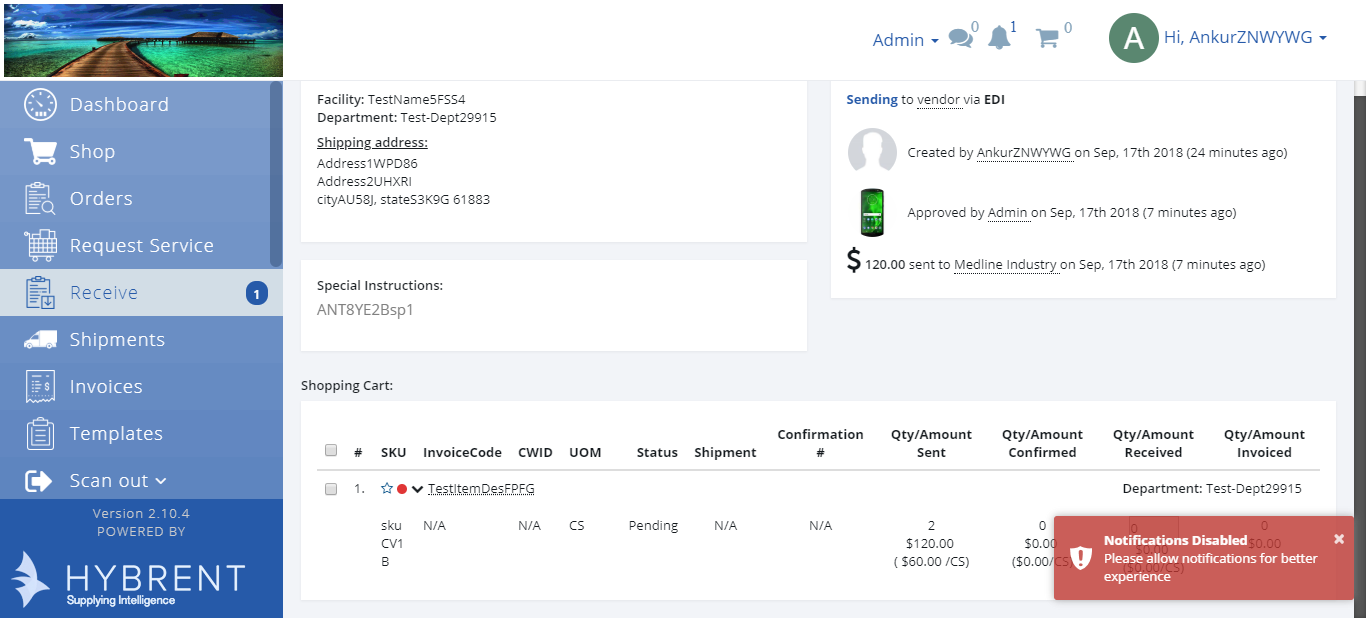 Admin
0
1
0
A
Hi, AnkurZNWYWG
Dashboard
Shop
Orders
Request Service
Receive
1
Shipments
Invoices
Templates
Scan out
Version 2.10.4
POWERED BY
HYBRENT
Supplying Intelligence
Facility: TestName5FSS4
Department: Test-Dept29915
Shipping address:
Address1WPD86
Address2UHXRI
cityAU58J, stateS3K9G 61883
Sending to vendor via EDI
Created by AnkurZNWYWG on Sep, 17th 2018 (24 minutes ago)
Approved by Admin on Sep, 17th 2018 (7 minutes ago)
$ 120.00 sent to Medline Industry on Sep, 17th 2018 (7 minutes ago)
Special Instructions:
ANT8YE2Bsp1
Shopping Cart:
# SKU InvoiceCode CWID UOM Status Shipment Confirmation # Qty/Amount Sent Qty/Amount Confirmed Qty/Amount Received Qty/Amount Invoiced
1. TestItemDesFPFG Department: Test-Dept29915
sku N/A N/A CS Pending N/A N/A 2 0 0 0
CV1 $120.00 $0.00 $0.00 $0.00
B ( $60.00 /CS) ($0.00/CS) ($0.00/CS)
Notifications Disabled ×
Please allow notifications for better
experience